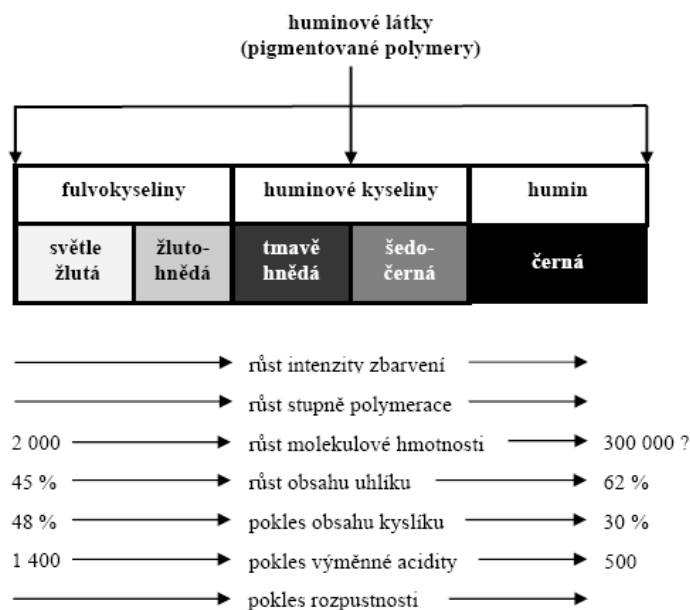 huminové látky
(pigmentované polymery)
fulvokyseliny huminové kyseliny humin
světle žlutá žluto-hnědá tmavě hnědá šedo-černá černá
růst intenzity zbarvení
růst stupně polymerace
2 000 růst molekulové hmotnosti 300 000 ?
45 % růst obsahu uhlíku 62 %
48 % pokles obsahu kyslíku 30 %
1 400 pokles výměnné acidity 500
pokles rozpustnosti